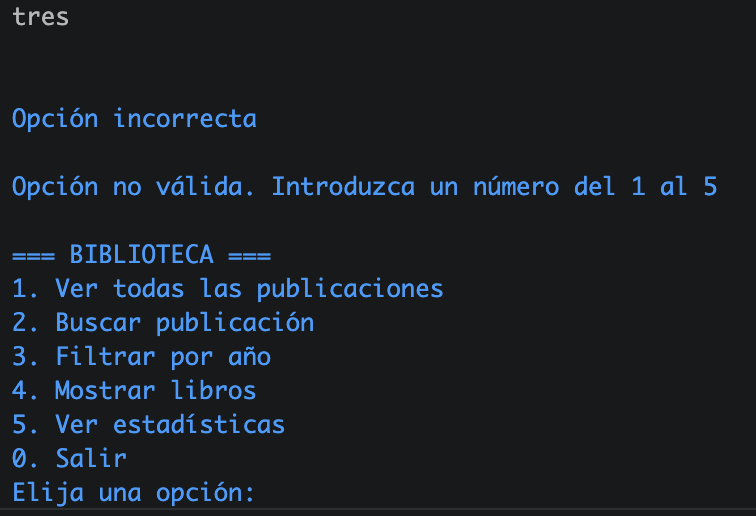 tres
Opción incorrecta
Opción no válida. Introduzca un número del 1 al 5
=== BIBLIOTECA ===
1. Ver todas las publicaciones
2. Buscar publicación
3. Filtrar por año
4. Mostrar libros
5. Ver estadísticas
0. Salir
Elija una opción: